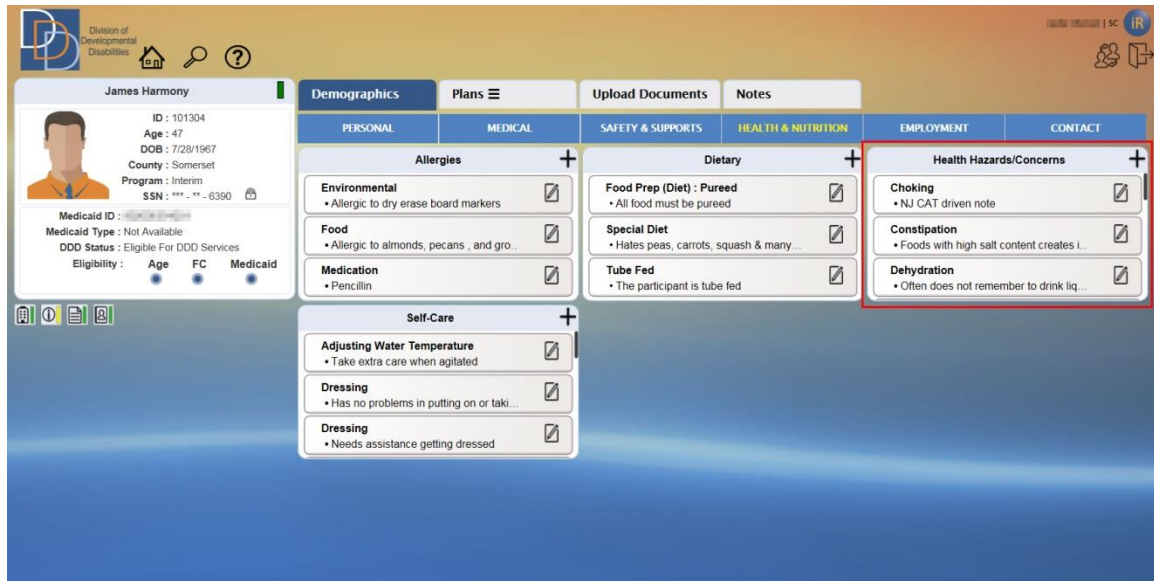 Division of
Developmental
Disabilities
| SC
iR
James Harmony
ID : 101304
Age : 47
DOB : 7/28/1967
County : Somerset
Program : Interim
SSN : *** - ** - 6390
Medicaid ID :
Medicaid Type : Not Available
DDD Status : Eligible For DDD Services
Eligibility : Age FC Medicaid
Demographics Plans Upload Documents Notes
PERSONAL MEDICAL SAFETY & SUPPORTS HEALTH & NUTRITION EMPLOYMENT CONTACT
Allergies
Environmental
• Allergic to dry erase board markers
Food
• Allergic to almonds, pecans , and gro..
Medication
• Pencillin
Dietary
Food Prep (Diet) : Pureed
• All food must be pureed
Special Diet
• Hates peas, carrots, squash & many...
Tube Fed
• The participant is tube fed
Health Hazards/Concerns
Choking
• NJ CAT driven note
Constipation
• Foods with high salt content creates i..
Dehydration
• Often does not remember to drink liq...
Self-Care
Adjusting Water Temperature
• Take extra care when agitated
Dressing
• Has no problems in putting on or taki...
Dressing
• Needs assistance getting dressed